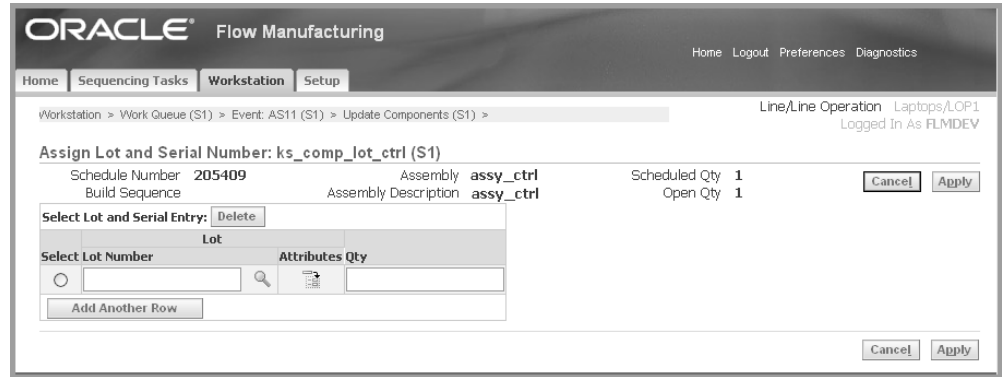 ORACLE® Flow Manufacturing
Home Logout Preferences Diagnostics
Home Sequencing Tasks Workstation Setup
Workstation > Work Queue (S1) > Event: AS11 (S1) > Update Components (S1) >
Line/Line Operation Laptops/LOP1
Logged In As FLMDEV
Assign Lot and Serial Number: ks_comp_lot_ctrl (S1)
Schedule Number 205409 Assembly assy_ctrl Scheduled Qty 1 Cancel Apply
Build Sequence Assembly Description assy_ctrl Open Qty 1
Select Lot and Serial Entry: Delete
Lot
Select Lot Number Attributes Qty
Add Another Row
Cancel Apply